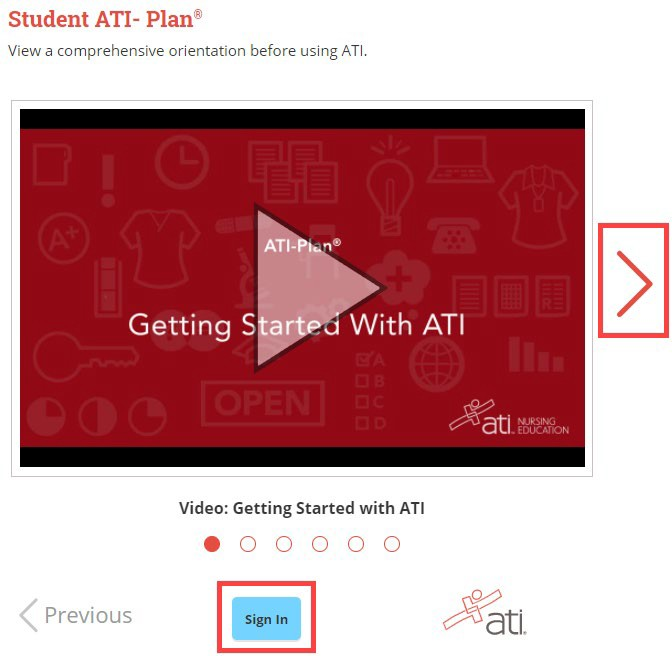 Student ATI- Plan®
View a comprehensive orientation before using ATI.
A+
ATI-Plan®
Getting Started With ATI
R
A
B
C
D
OPEN
ati NURSING
EDUCATION
Video: Getting Started with ATI
Previous
Sign In
ati